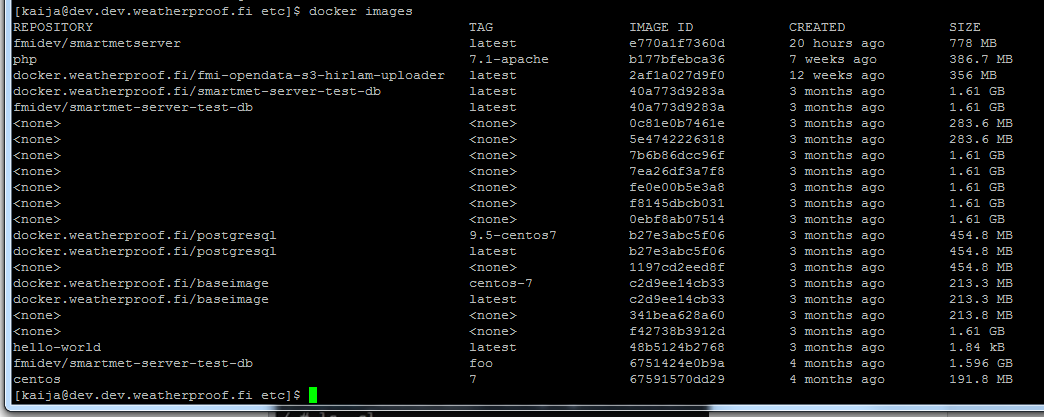 [kaija@dev.dev.weatherproof.fi etc]$ docker images
REPOSITORY TAG IMAGE ID CREATED SIZE
fmidev/smartmetserver latest e770a1f7360d 20 hours ago 778 MB
php 7.1-apache b177bfebca36 7 weeks ago 386.7 MB
docker.weatherproof.fi/fmi-opendata-s3-hirlam-uploader latest 2af1a027d9f0 12 weeks ago 356 MB
docker.weatherproof.fi/smartmet-server-test-db latest 40a773d9283a 3 months ago 1.61 GB
fmidev/smartmet-server-test-db latest 40a773d9283a 3 months ago 1.61 GB
<none> <none> 0c81e0b7461e 3 months ago 283.6 MB
<none> <none> 5e4742226318 3 months ago 283.6 MB
<none> <none> 7b6b86dcc96f 3 months ago 1.61 GB
<none> <none> 7ea26df3a7f8 3 months ago 1.61 GB
<none> <none> fe0e00b5e3a8 3 months ago 1.61 GB
<none> <none> f8145dbcb031 3 months ago 1.61 GB
<none> <none> 0ebf8ab07514 3 months ago 1.61 GB
docker.weatherproof.fi/postgresql 9.5-centos7 b27e3abc5f06 3 months ago 454.8 MB
docker.weatherproof.fi/postgresql latest b27e3abc5f06 3 months ago 454.8 MB
<none> <none> 1197cd2eed8f 3 months ago 454.8 MB
docker.weatherproof.fi/baseimage centos-7 c2d9ee14cb33 3 months ago 213.3 MB
docker.weatherproof.fi/baseimage latest c2d9ee14cb33 3 months ago 213.3 MB
<none> <none> 341bea628a60 3 months ago 213.8 MB
<none> <none> f42738b3912d 3 months ago 1.61 GB
hello-world latest 48b5124b2768 3 months ago 1.84 kB
fmidev/smartmet-server-test-db foo 6751424e0b9a 4 months ago 1.596 GB
centos 7 67591570dd29 4 months ago 191.8 MB
[kaija@dev.dev.weatherproof.fi etc]$